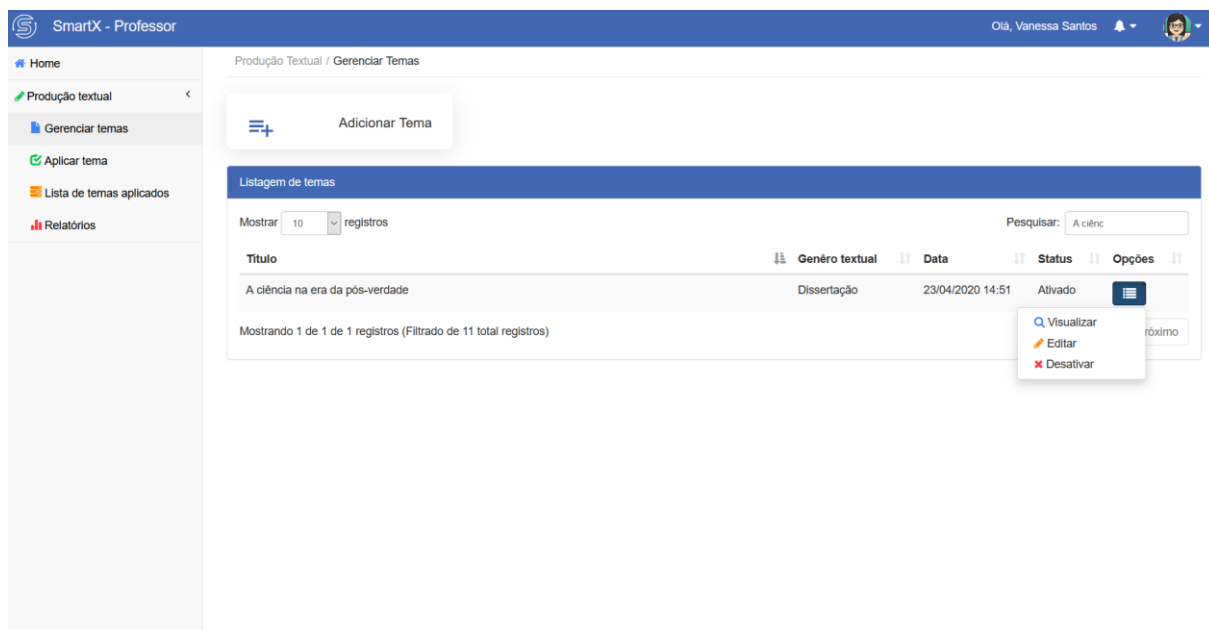 SmartX - Professor
Olá, Vanessa Santos
Home
Produção textual
Gerenciar temas
Aplicar tema
Lista de temas aplicados
Relatórios
Produção Textual / Gerenciar Temas
Adicionar Tema
Listagem de temas
Mostrar 10 registros
Pesquisar: A ciênc
Título Genêro textual Data Status Opções
A ciência na era da pós-verdade Dissertação 23/04/2020 14:51 Ativado
Mostrando 1 de 1 de 1 registros (Filtrado de 11 total registros)
Visualizar
Editar
Desativar